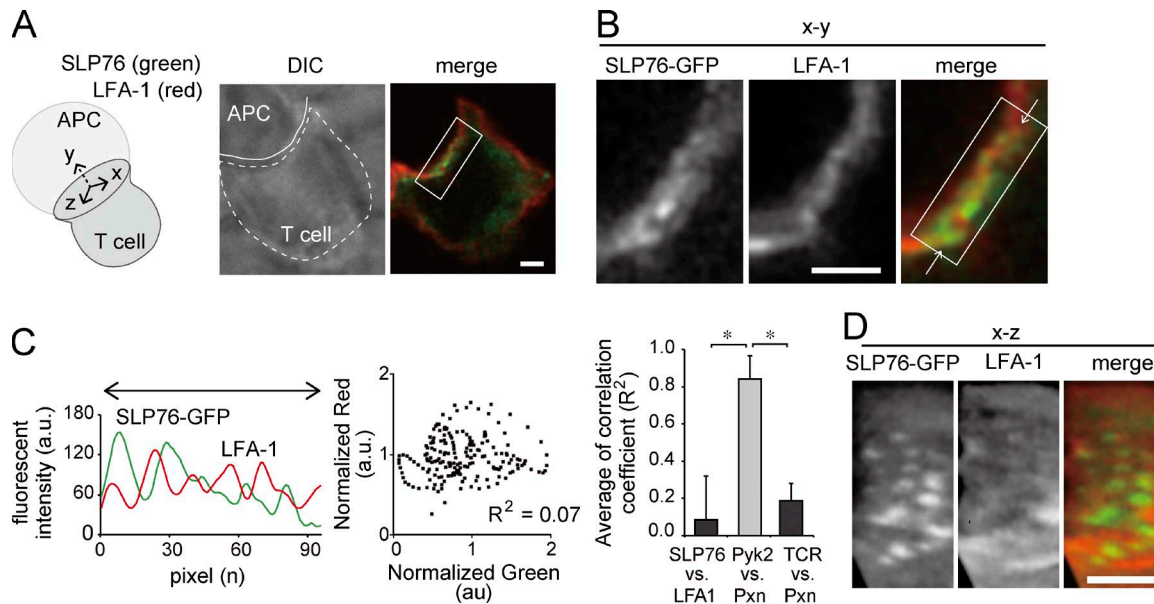 A
SLP76 (green)
LFA-1 (red)
APC
y
x
z
T cell
DIC
merge
APC
T cell
B
x-y
SLP76-GFP
LFA-1
merge
C
fluorescent
intensity (a.u.)
180
120
60
0
SLP76-GFP
LFA-1
0
30
60
90
pixel (n)
Normalized Red
(a.u.)
2
1
0
R² = 0.07
0
1
2
Normalized Green
(au)
Average of correlation
coefficient (R²)
1.0
0.8
0.6
0.4
0.2
0.0
*
*
SLP76 Pyk2 TCR
vs. vs. vs.
LFA1 Pxn Pxn
D
x-z
SLP76-GFP
LFA-1
merge